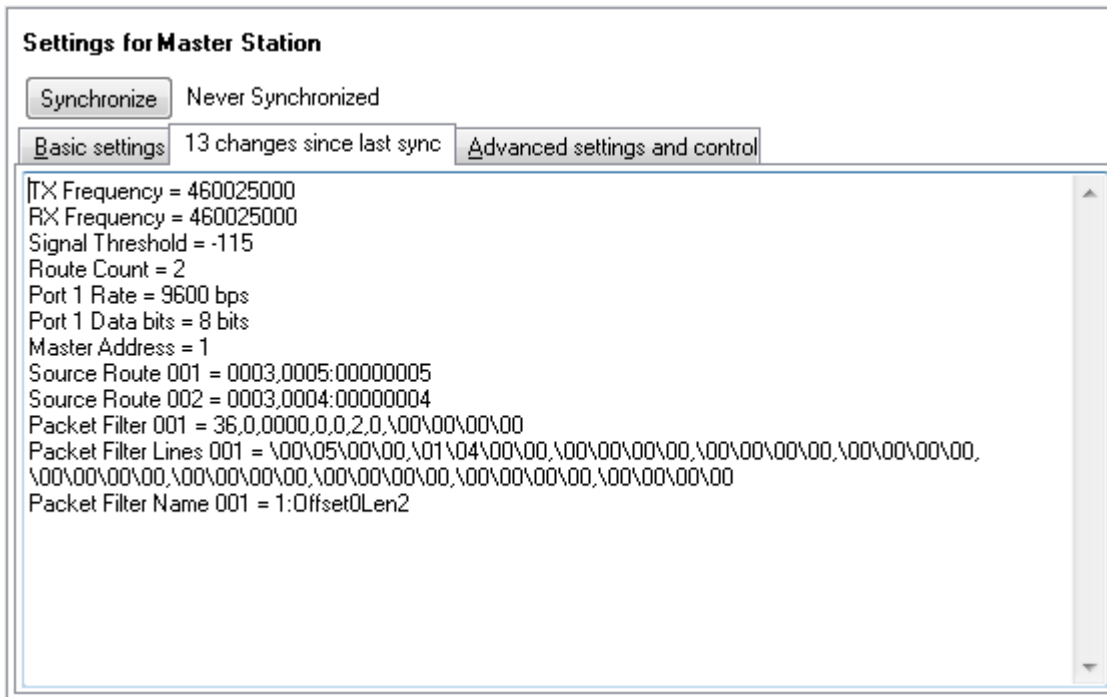 Settings for Master Station
Synchronize Never Synchronized
Basic settings 13 changes since last sync Advanced settings and control
TX Frequency = 460025000
RX Frequency = 460025000
Signal Threshold = -115
Route Count = 2
Port 1 Rate = 9600 bps
Port 1 Data bits = 8 bits
Master Address = 1
Source Route 001 = 0003,0005:00000005
Source Route 002 = 0003,0004:00000004
Packet Filter 001 = 36,0,0000,0,0,2,0,\00\00\00\00
Packet Filter Lines 001 = \00\05\00\00,\01\04\00\00,\00\00\00\00,\00\00\00\00,\00\00\00\00,
\00\00\00\00,\00\00\00\00,\00\00\00\00,\00\00\00\00,\00\00\00\00
Packet Filter Name 001 = 1:Offset0Len2